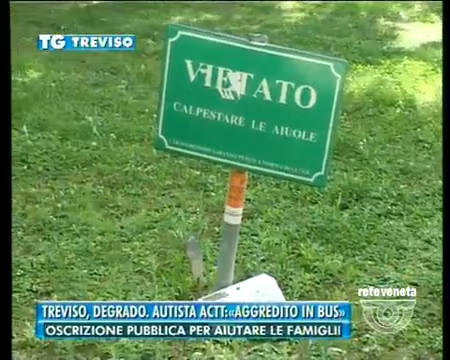 TG TREVISO
VIETATO
CALPESTARE LE AIUOLE
reteveneta
TREVISO, DEGRADO. AUTISTA ACTT:«AGGREDITO IN BUS»
OSCRIZIONE PUBBLICA PER AIUTARE LE FAMIGLII